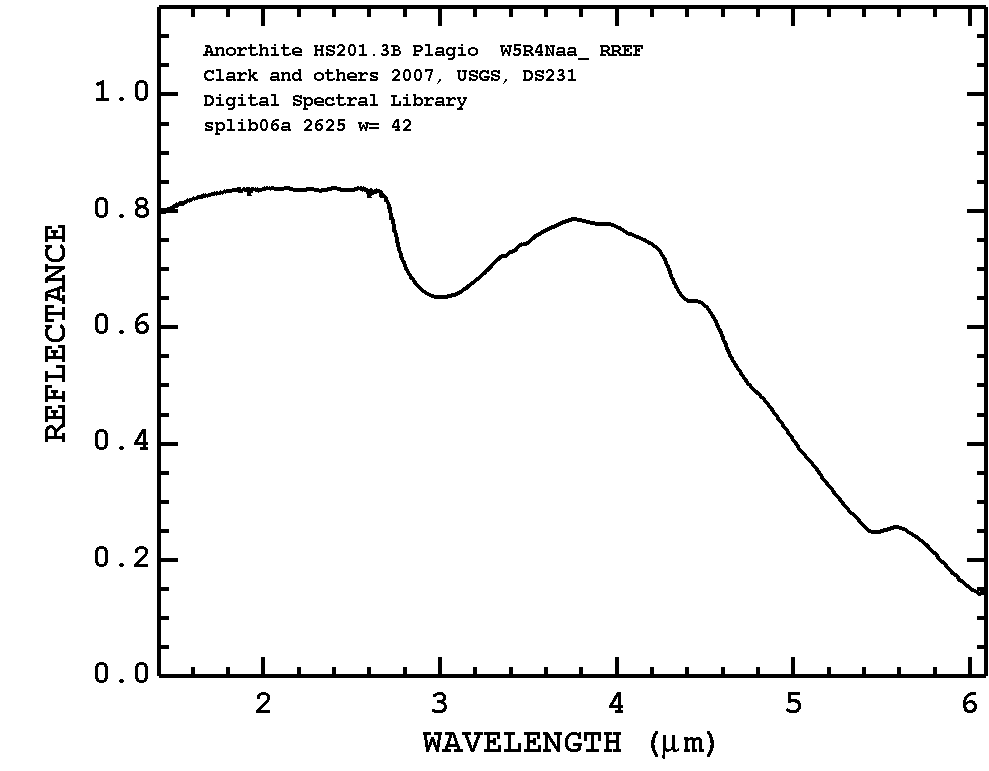 Anorthite HS201.3B Plagio  W5R4Naa_ RREF
Clark and others 2007, USGS, DS231
Digital Spectral Library
splib06a 2625 w= 42
1.0
0.8
0.6
0.4
0.2
0.0
REFLECTANCE
2 3 4 5 6
WAVELENGTH (μm)